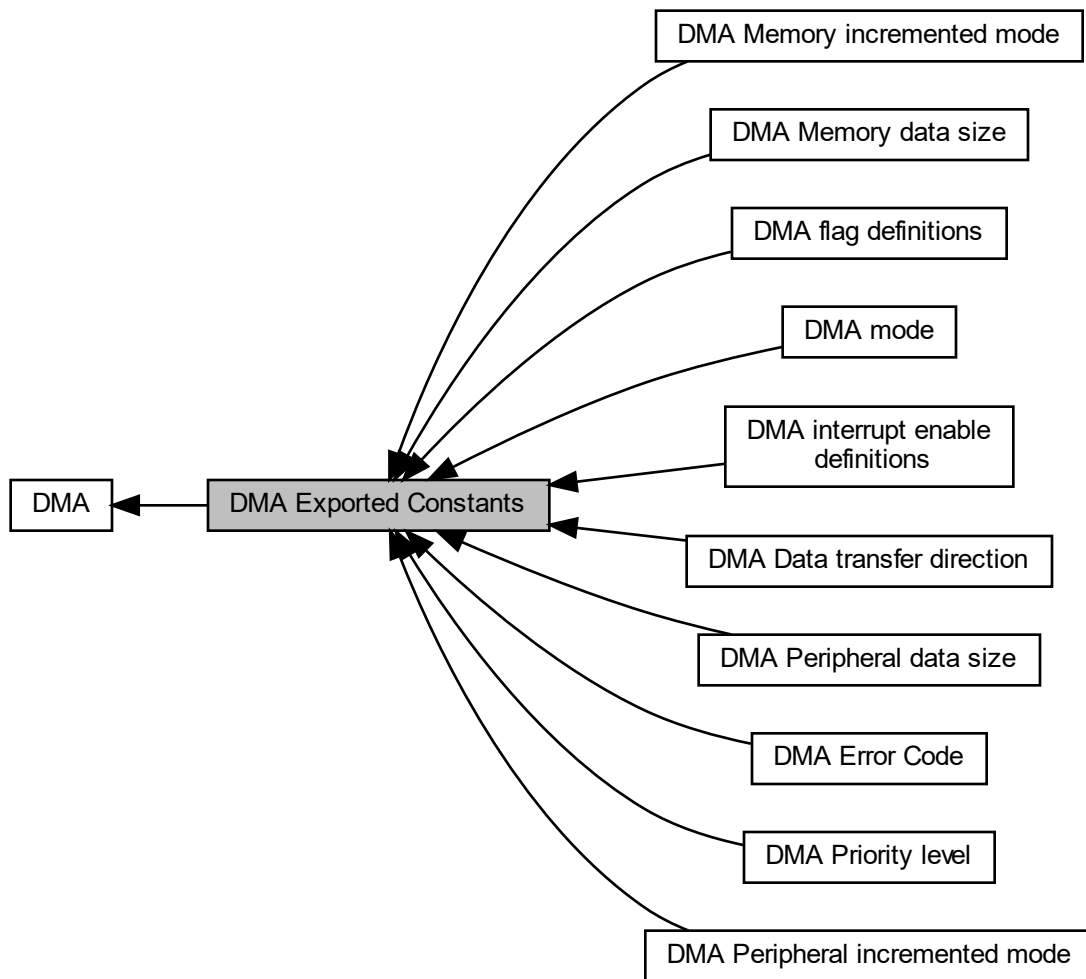 DMA Memory incremented mode
DMA Memory data size
DMA flag definitions
DMA mode
DMA interrupt enable
definitions
DMA
DMA Exported Constants
DMA Data transfer direction
DMA Peripheral data size
DMA Error Code
DMA Priority level
DMA Peripheral incremented mode